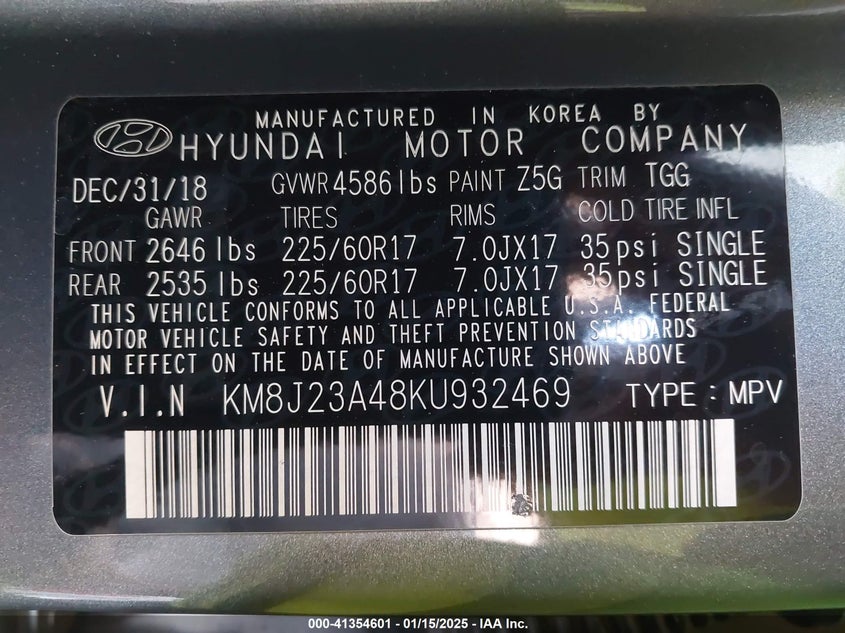 MANUFACTURED IN KOREA BY
HYUNDAI MOTOR COMPANY
DEC/31/18 GVWR 4586 lbs PAINT Z5G TRIM TGG
GAWR TIRES RIMS COLD TIRE INFL
FRONT 2646 lbs 225/60R17 7.0JX17 35psi SINGLE
REAR 2535 lbs 225/60R17 7.0JX17 35psi SINGLE
THIS VEHICLE CONFORMS TO ALL APPLICABLE U.S.A. FEDERAL
MOTOR VEHICLE SAFETY AND THEFT PREVENTION STANDARDS
IN EFFECT ON THE DATE OF MANUFACTURE SHOWN ABOVE
V.I.N KM8J23A48KU932469 TYPE : MPV
000-41354601 - 01/15/2025 - IAA Inc.